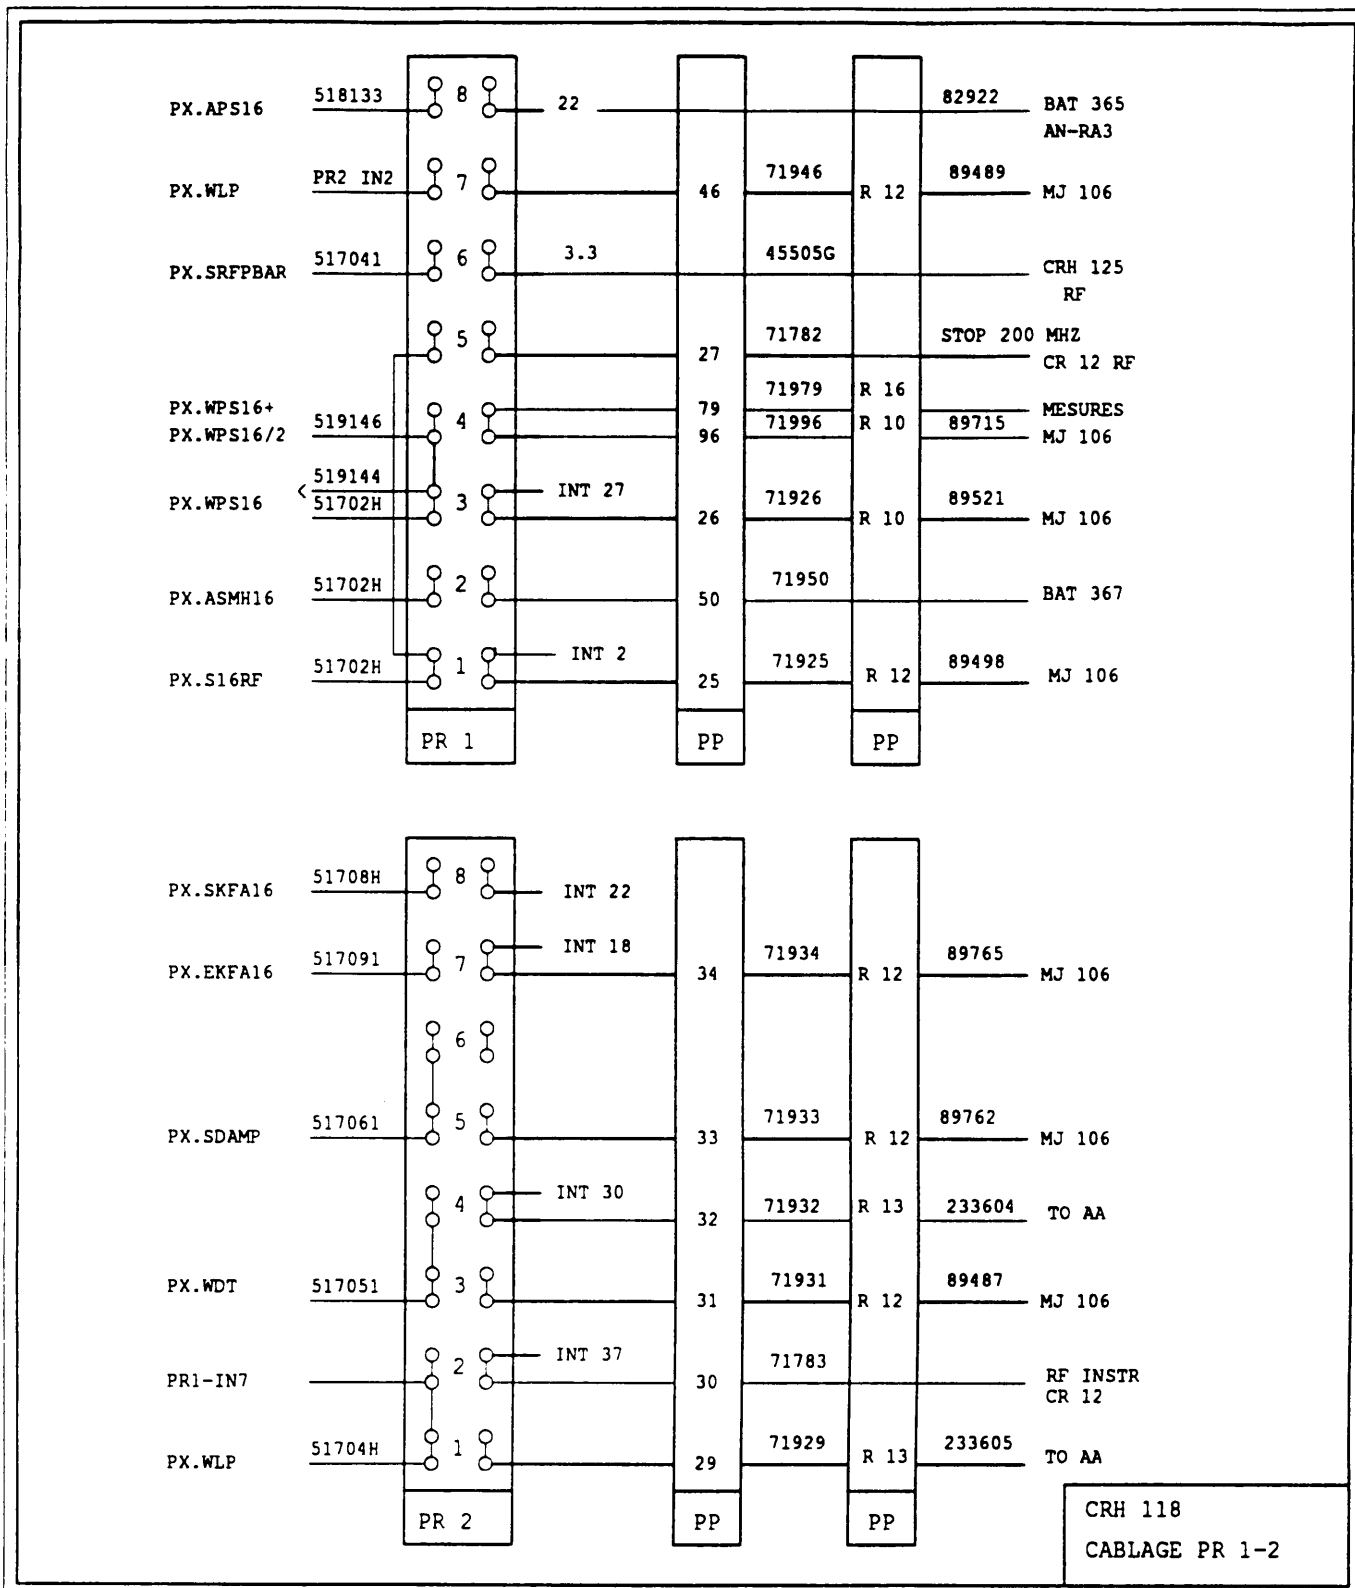 PX.APS16 518133 8 22 82922 BAT 365
AN-RA3
PX.WLP PR2 IN2 7 46 71946 R 12 89489 MJ 106
PX.SRFPBAR 517041 6 3.3 45505G CRH 125
RF
5 27 71782 STOP 200 MHZ
CR 12 RF
PX.WPS16+ 79 71979 R 16 MESURES
PX.WPS16/2 519146 4 96 71996 R 10 89715 MJ 106
< 519144 INT 27
PX.WPS16 51702H 3 26 71926 R 10 89521 MJ 106
PX.ASMH16 51702H 2 50 71950 BAT 367
INT 2
PX.S16RF 51702H 1 25 71925 R 12 89498 MJ 106
PR 1 PP PP
PX.SKFA16 51708H 8 INT 22
INT 18
PX.EKFA16 517091 7 34 71934 R 12 89765 MJ 106
6
PX.SDAMP 517061 5 33 71933 R 12 89762 MJ 106
INT 30
4 32 71932 R 13 233604 TO AA
PX.WDT 517051 3 31 71931 R 12 89487 MJ 106
INT 37
PR1-IN7 2 30 71783 RF INSTR
CR 12
PX.WLP 51704H 1 29 71929 R 13 233605 TO AA
PR 2 PP PP
CRH 118
CABLAGE PR 1-2